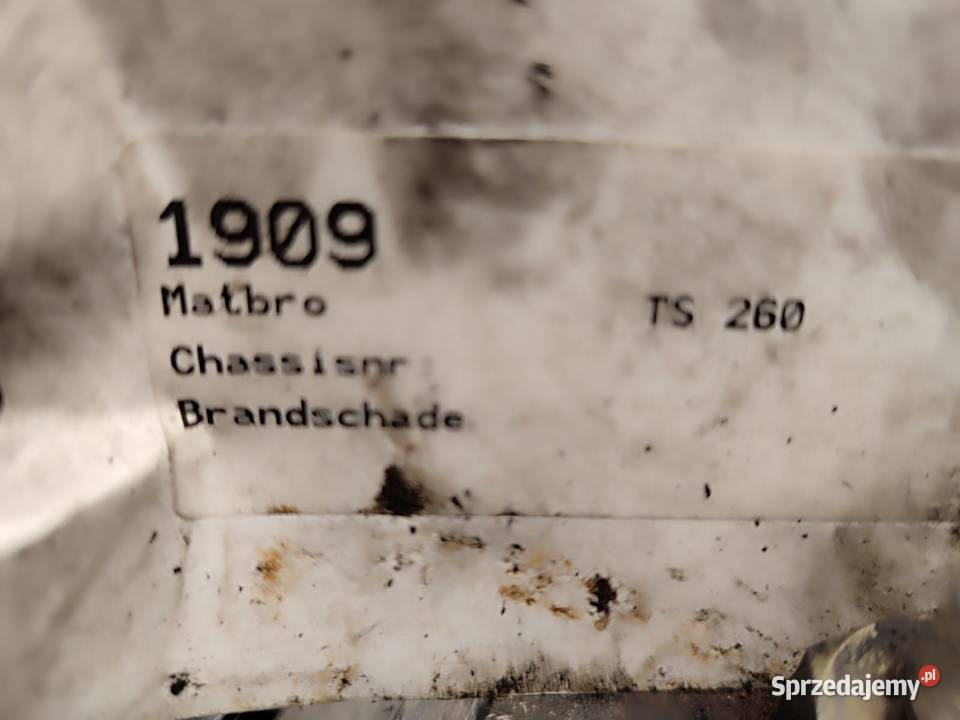 1909
Matbro TS 260
Chassisnr
Brandschade
Sprzedajemy.pl